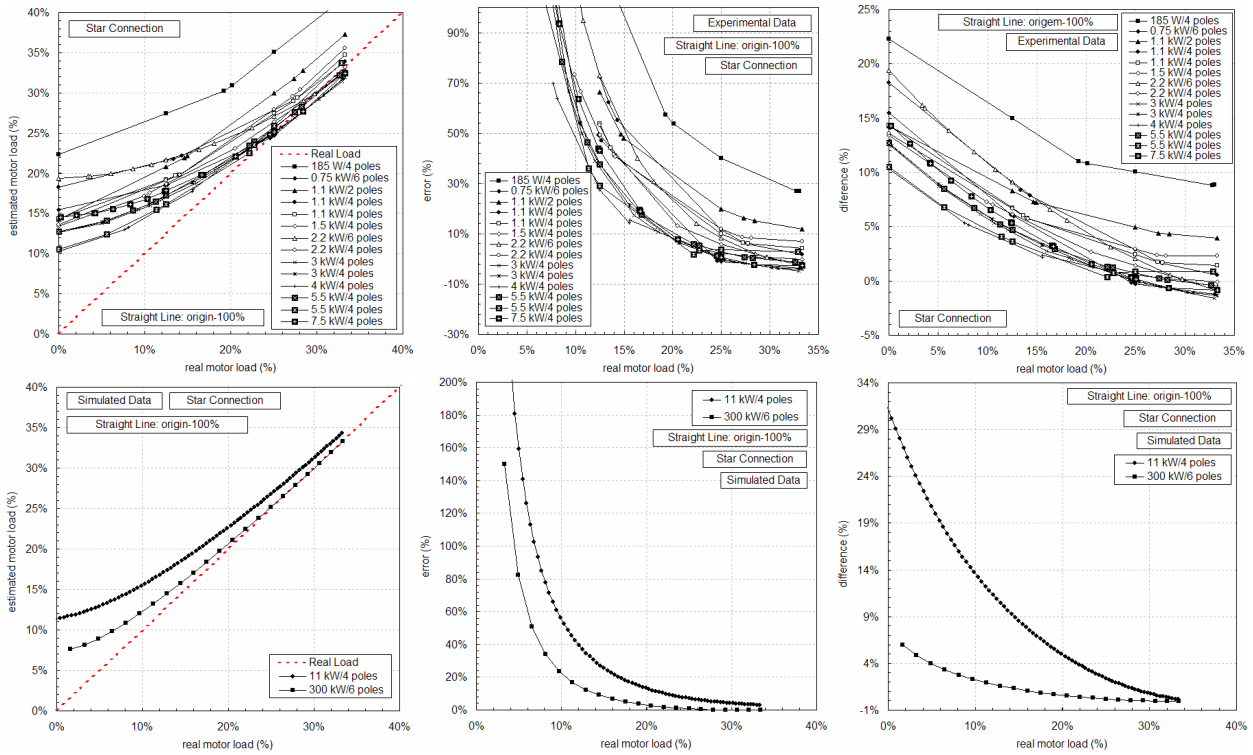 Star Connection
40%
35%
30%
25%
20%
15%
10%
5%
0%
estimated motor load (%)
Real Load
185 W/4 poles
0.75 kW/6 poles
1.1 kW/2 poles
1.1 kW/4 poles
1.1 kW/4 poles
1.5 kW/4 poles
2.2 kW/6 poles
2.2 kW/4 poles
3 kW/4 poles
3 kW/4 poles
4 kW/4 poles
5.5 kW/4 poles
5.5 kW/4 poles
7.5 kW/4 poles
Straight Line: origin-100%
0% 10% 20% 30% 40%
real motor load (%)
Experimental Data
Straight Line: origin-100%
Star Connection
90%
70%
50%
30%
10%
-10%
-30%
error (%)
185 W/4 poles
0.75 kW/6 poles
1.1 kW/2 poles
1.1 kW/4 poles
1.1 kW/4 poles
1.5 kW/4 poles
2.2 kW/6 poles
2.2 kW/4 poles
3 kW/4 poles
3 kW/4 poles
4 kW/4 poles
5.5 kW/4 poles
5.5 kW/4 poles
7.5 kW/4 poles
0% 5% 10% 15% 20% 25% 30% 35%
real motor load (%)
Straight Line: origem-100%
Experimental Data
25%
20%
15%
10%
5%
0%
-5%
difference (%)
185 W/4 poles
0.75 kW/6 poles
1.1 kW/2 poles
1.1 kW/4 poles
1.1 kW/4 poles
1.5 kW/4 poles
2.2 kW/6 poles
2.2 kW/4 poles
3 kW/4 poles
3 kW/4 poles
4 kW/4 poles
5.5 kW/4 poles
5.5 kW/4 poles
7.5 kW/4 poles
Star Connection
0% 5% 10% 15% 20% 25% 30% 35%
real motor load (%)
Simulated Data
Star Connection
Straight Line: origin-100%
40%
35%
30%
25%
20%
15%
10%
5%
0%
estimated motor load (%)
Real Load
11 kW/4 poles
300 kW/6 poles
0% 10% 20% 30% 40%
real motor load (%)
200%
180%
160%
140%
120%
100%
80%
60%
40%
20%
0%
error (%)
11 kW/4 poles
300 kW/6 poles
Straight Line: origin-100%
Star Connection
Simulated Data
0% 10% 20% 30% 40%
real motor load (%)
34%
29%
24%
19%
14%
9%
4%
-1%
difference (%)
Straight Line: origin-100%
Star Connection
Simulated Data
11 kW/4 poles
300 kW/6 poles
0% 10% 20% 30% 40%
real motor load (%)